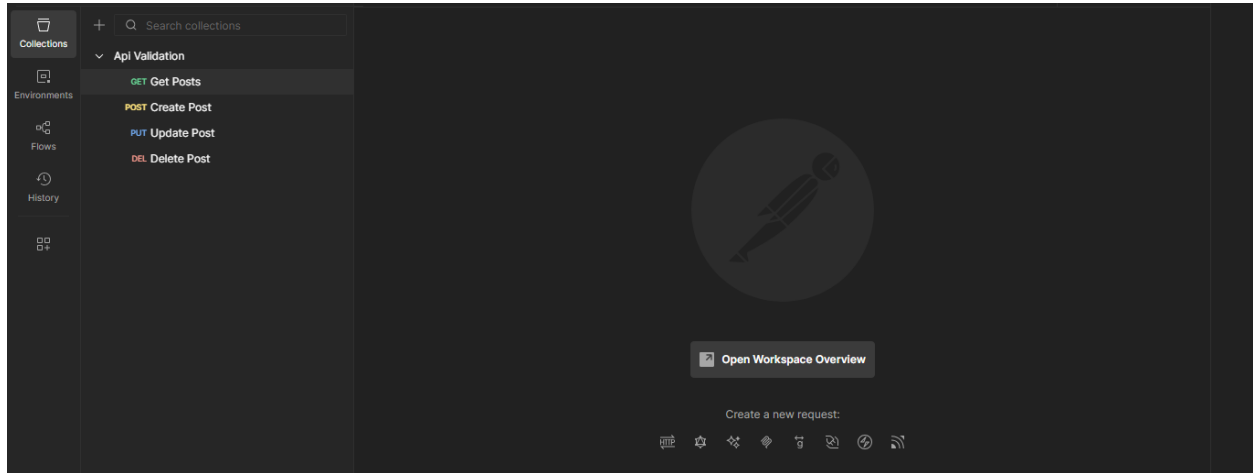 Collections
Environments
Flows
History
+ Search collections
Api Validation
GET Get Posts
POST Create Post
PUT Update Post
DEL Delete Post
Open Workspace Overview
Create a new request:
HTTP
g